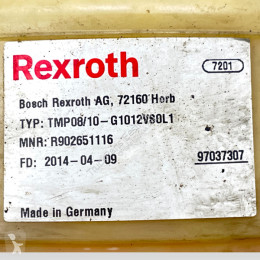 Rexroth
7201
Bosch Rexroth AG, 72160 Horb
TYP: TMP08/10-G1012VS0L1
MNR: R902651116
FD: 2014-04-09
97037307
Made in Germany